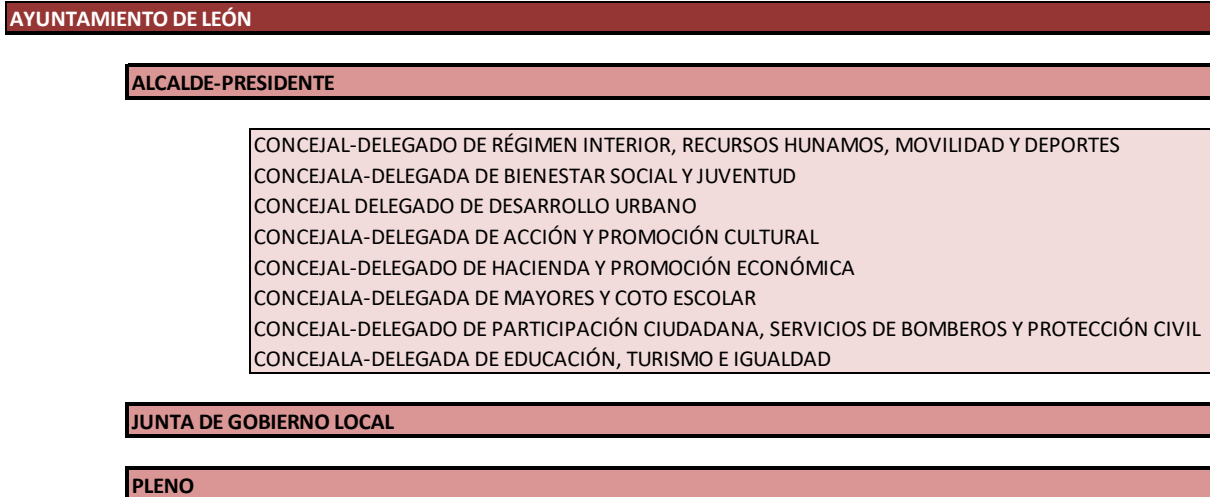 AYUNTAMIENTO DE LEÓN
ALCALDE-PRESIDENTE
CONCEJAL-DELEGADO DE RÉGIMEN INTERIOR, RECURSOS HUNAMOS, MOVILIDAD Y DEPORTES
CONCEJALA-DELEGADA DE BIENESTAR SOCIAL Y JUVENTUD
CONCEJAL DELEGADO DE DESARROLLO URBANO
CONCEJALA-DELEGADA DE ACCIÓN Y PROMOCIÓN CULTURAL
CONCEJAL-DELEGADO DE HACIENDA Y PROMOCIÓN ECONÓMICA
CONCEJALA-DELEGADA DE MAYORES Y COTO ESCOLAR
CONCEJAL-DELEGADO DE PARTICIPACIÓN CIUDADANA, SERVICIOS DE BOMBEROS Y PROTECCIÓN CIVIL
CONCEJALA-DELEGADA DE EDUCACIÓN, TURISMO E IGUALDAD
JUNTA DE GOBIERNO LOCAL
PLENO